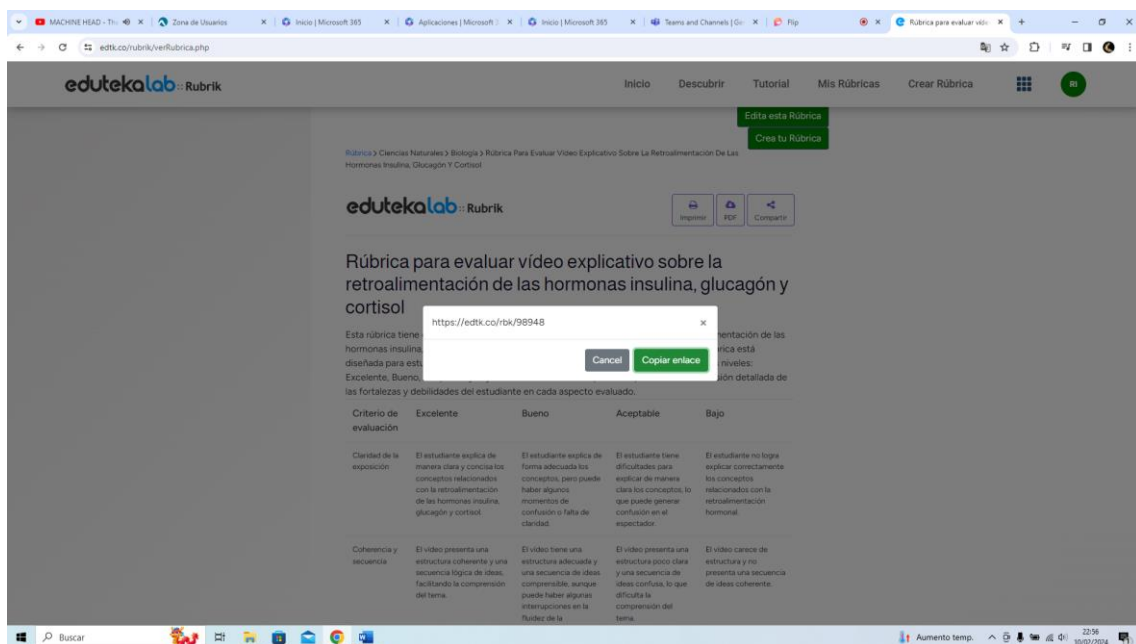 MACHINE HEAD - Th
Zona de Usuarios
Inicio | Microsoft 365
Aplicaciones | Microsoft
Inicio | Microsoft 365
Teams and Channels | Go
Flip
Rúbrica para evaluar víde
edtk.co/rubrik/verRubrica.php
edutekalab :: Rubrik
Inicio
Descubrir
Tutorial
Mis Rúbricas
Crear Rúbrica
RI
Edita esta Rúbrica
Crea tu Rúbrica
Rúbrica > Ciencias Naturales > Biología > Rúbrica Para Evaluar Vídeo Explicativo Sobre La Retroalimentación De Las
Hormonas Insulina, Glucagón Y Cortisol
edutekalab :: Rubrik
Imprimir
PDF
Compartir
Rúbrica para evaluar vídeo explicativo sobre la
retroalimentación de las hormonas insulina, glucagón y
cortisol
https://edtk.co/rbk/98948
×
Cancel
Copiar enlace
Esta rúbrica tiene
mentación de las
hormonas insulina,
rica está
diseñada para estu
niveles:
Excelente, Bueno,
ión detallada de
las fortalezas y debilidades del estudiante en cada aspecto evaluado.
Criterio de
evaluación
Excelente
Bueno
Aceptable
Bajo
Claridad de la
exposición
El estudiante explica de
manera clara y concisa los
conceptos relacionados
con la retroalimentación
de las hormonas insulina,
glucagón y cortisol.
El estudiante explica de
forma adecuada los
conceptos, pero puede
haber algunos
momentos de
confusión o falta de
claridad.
El estudiante tiene
dificultades para
explicar de manera
clara los conceptos, lo
que puede generar
confusión en el
espectador.
El estudiante no logra
explicar correctamente
los conceptos
relacionados con la
retroalimentación
hormonal.
Coherencia y
secuencia
El vídeo presenta una
estructura coherente y una
secuencia lógica de ideas,
facilitando la comprensión
del tema.
El vídeo tiene una
estructura adecuada y
una secuencia de ideas
comprensible, aunque
puede haber algunas
interrupciones en la
fluidez de la
El vídeo presenta una
estructura poco clara
y una secuencia de
ideas confusa, lo que
dificulta la
comprensión del
tema.
El vídeo carece de
estructura y no
presenta una secuencia
de ideas coherente.
Buscar
Aumento temp.
22:56
10/02/2024